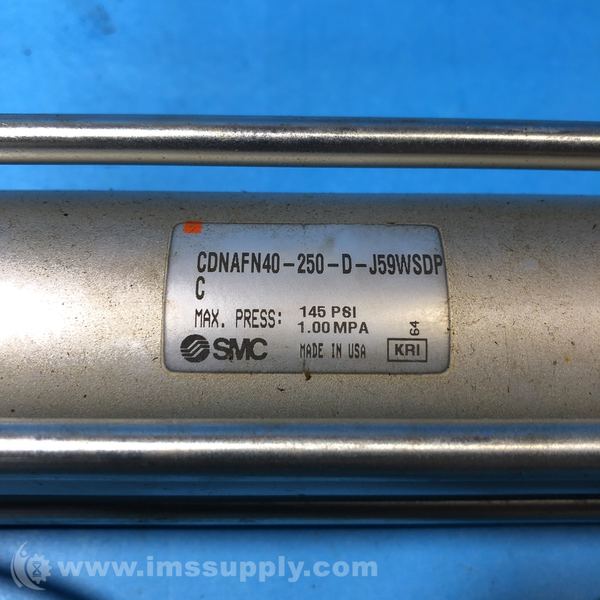 CDNAFN40-250-D-J59WSDP
C
MAX. PRESS: 145 PSI
1.00 MPA
SMC MADE IN USA KRI 64
www.imssupply.com